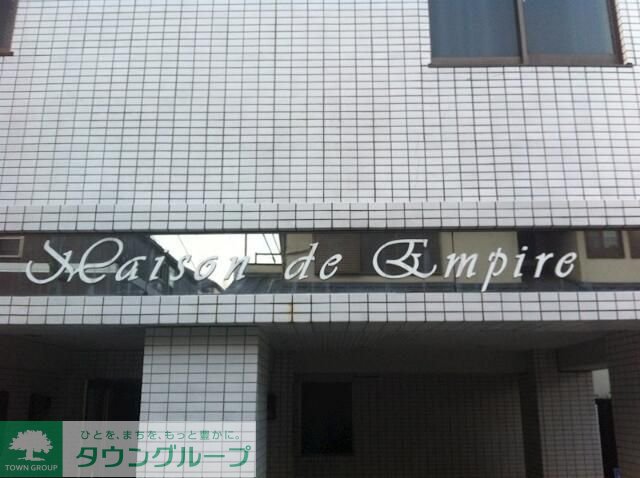 Maison de Empire
ひとを、まちを、もっと豊かに。
タウングループ
TOWN GROUP